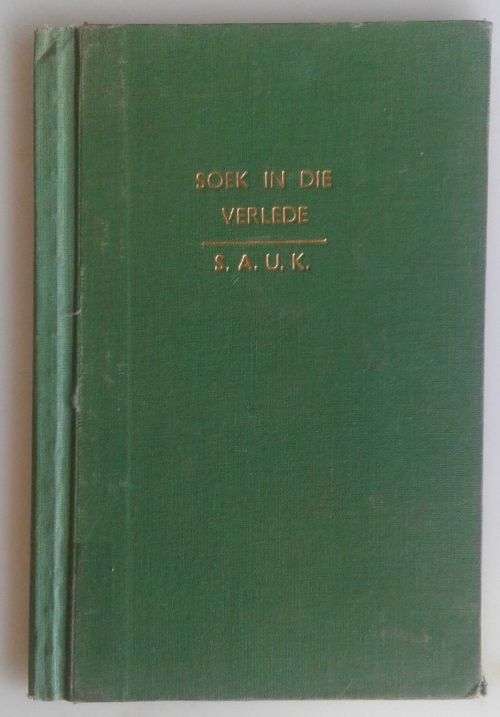 SOEK IN DIE
VERLEDE
S. A. U. K.